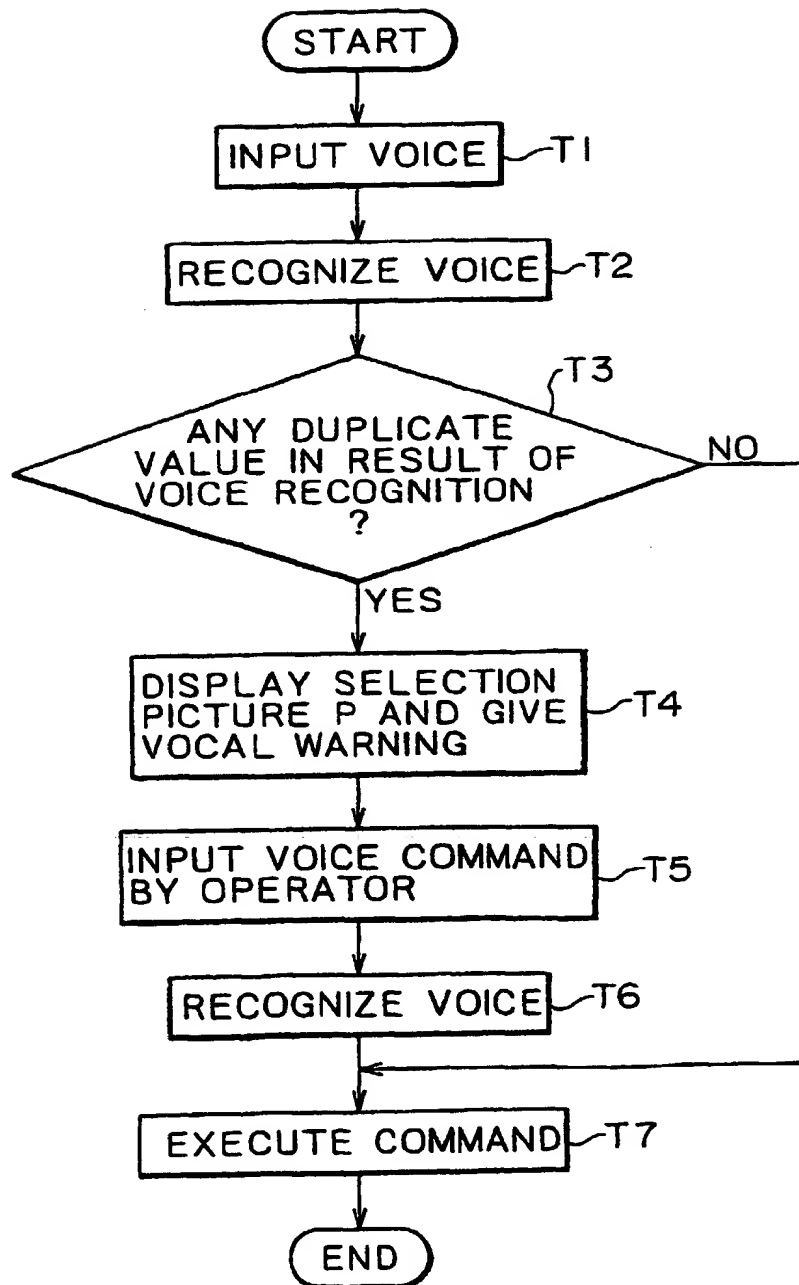 START
INPUT VOICE
T1
RECOGNIZE VOICE
T2
T3
ANY DUPLICATE
VALUE IN RESULT OF
VOICE RECOGNITION
?
NO
YES
DISPLAY SELECTION
PICTURE P AND GIVE
VOCAL WARNING
T4
INPUT VOICE COMMAND
BY OPERATOR
T5
RECOGNIZE VOICE
T6
EXECUTE COMMAND
T7
END